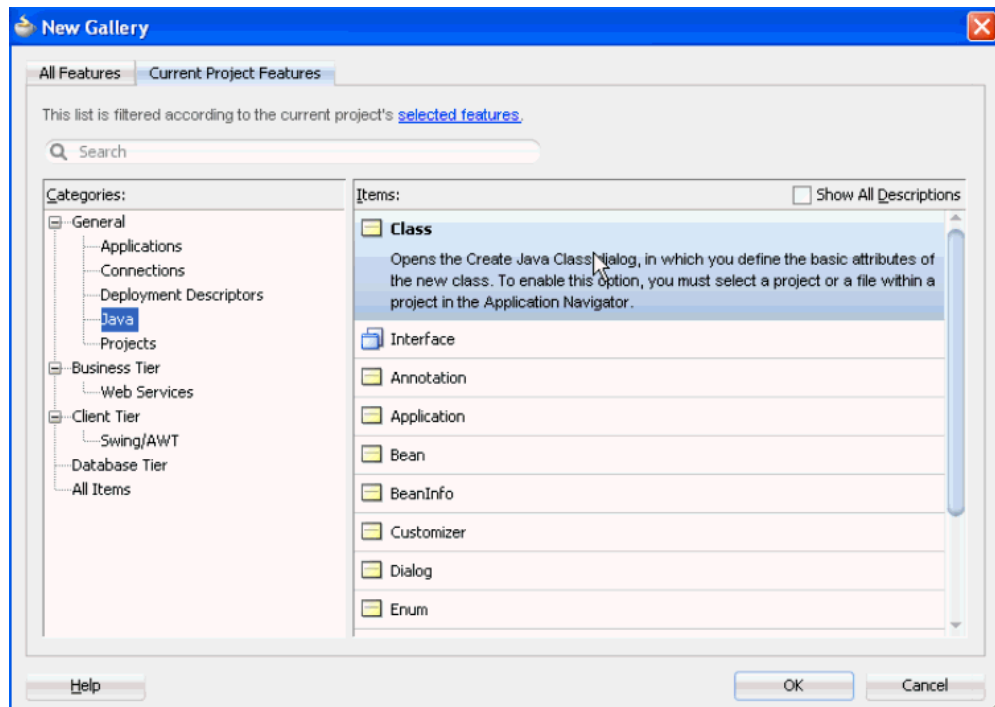 New Gallery
All Features
Current Project Features
This list is filtered according to the current project's selected features.
Search
Categories:
General
Applications
Connections
Deployment Descriptors
Java
Projects
Business Tier
Web Services
Client Tier
Swing/AWT
Database Tier
All Items
Items:
Show All Descriptions
Class
Opens the Create Java Class dialog, in which you define the basic attributes of
the new class. To enable this option, you must select a project or a file within a
project in the Application Navigator.
Interface
Annotation
Application
Bean
BeanInfo
Customizer
Dialog
Enum
Help
OK
Cancel